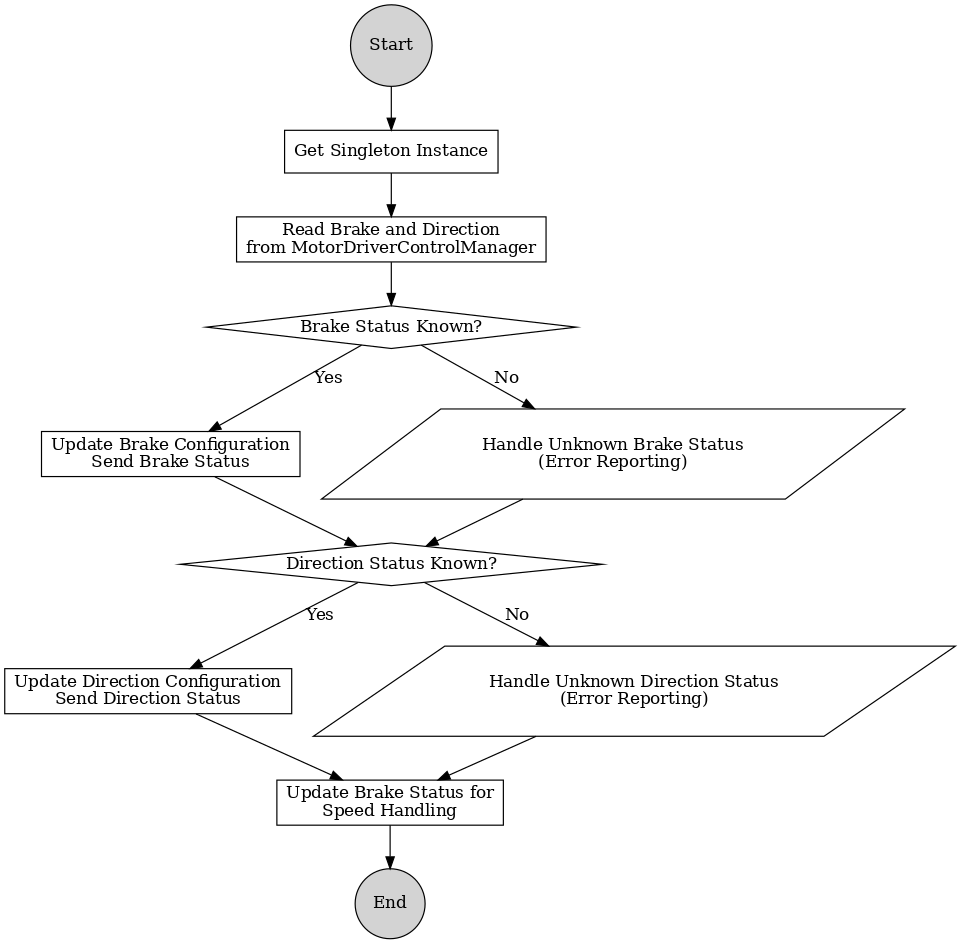 Start
Get Singleton Instance
Read Brake and Direction
from MotorDriverControlManager
Brake Status Known?
Yes
No
Update Brake Configuration
Send Brake Status
Handle Unknown Brake Status
(Error Reporting)
Direction Status Known?
Yes
No
Update Direction Configuration
Send Direction Status
Handle Unknown Direction Status
(Error Reporting)
Update Brake Status for
Speed Handling
End